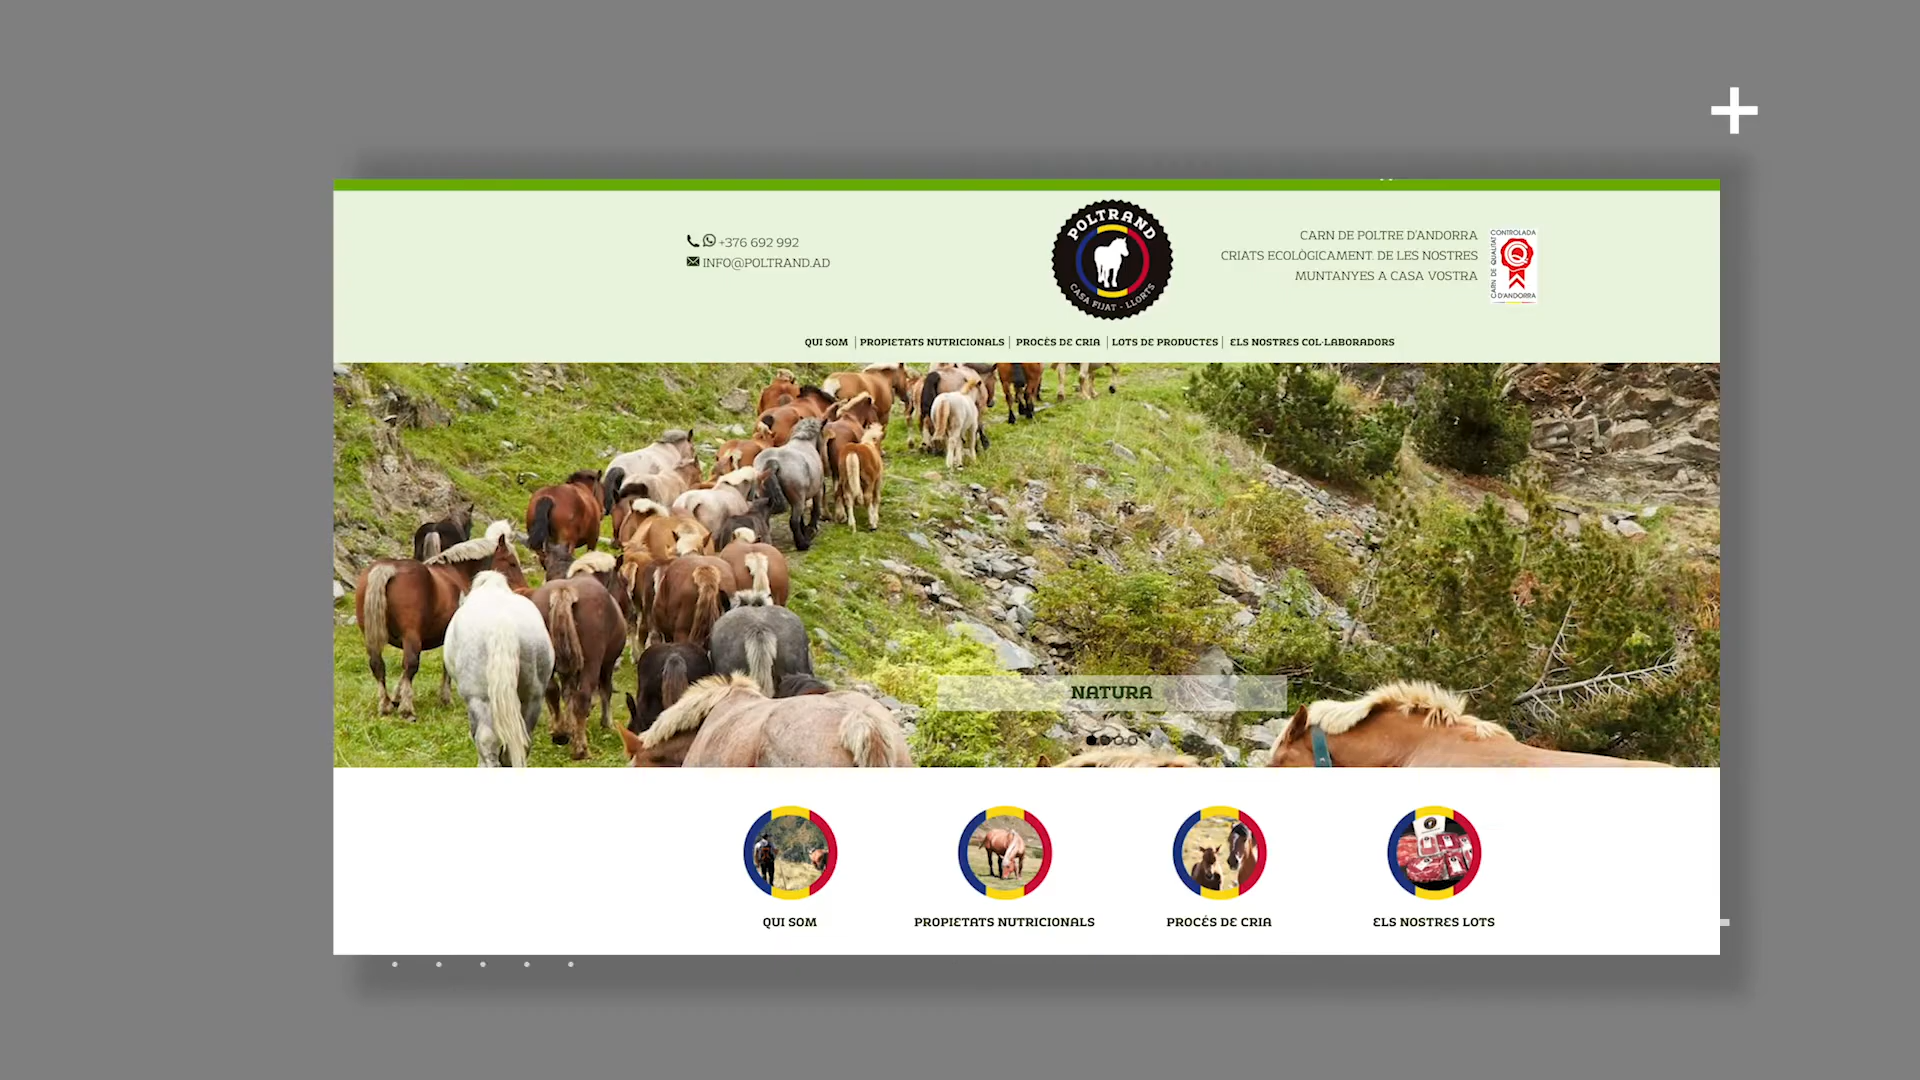 +376 692 992
INFO@POLTRAND.AD
POLTRAND
CASA FIJAT - LLORTS
CARN DE POLTRE D'ANDORRA
CRIATS ECOLÒGICAMENT. DE LES NOSTRES
MUNTANYES A CASA VOSTRA
CONTROLADA
CARN DE QUALITAT
Q
D'ANDORRA
QUI SOM | PROPIETATS NUTRICIONALS | PROCÉS DE CRIA | LOTS DE PRODUCTES | ELS NOSTRES COL·LABORADORS
NATURA
QUI SOM
PROPIETATS NUTRICIONALS
PROCÉS DE CRIA
ELS NOSTRES LOTS